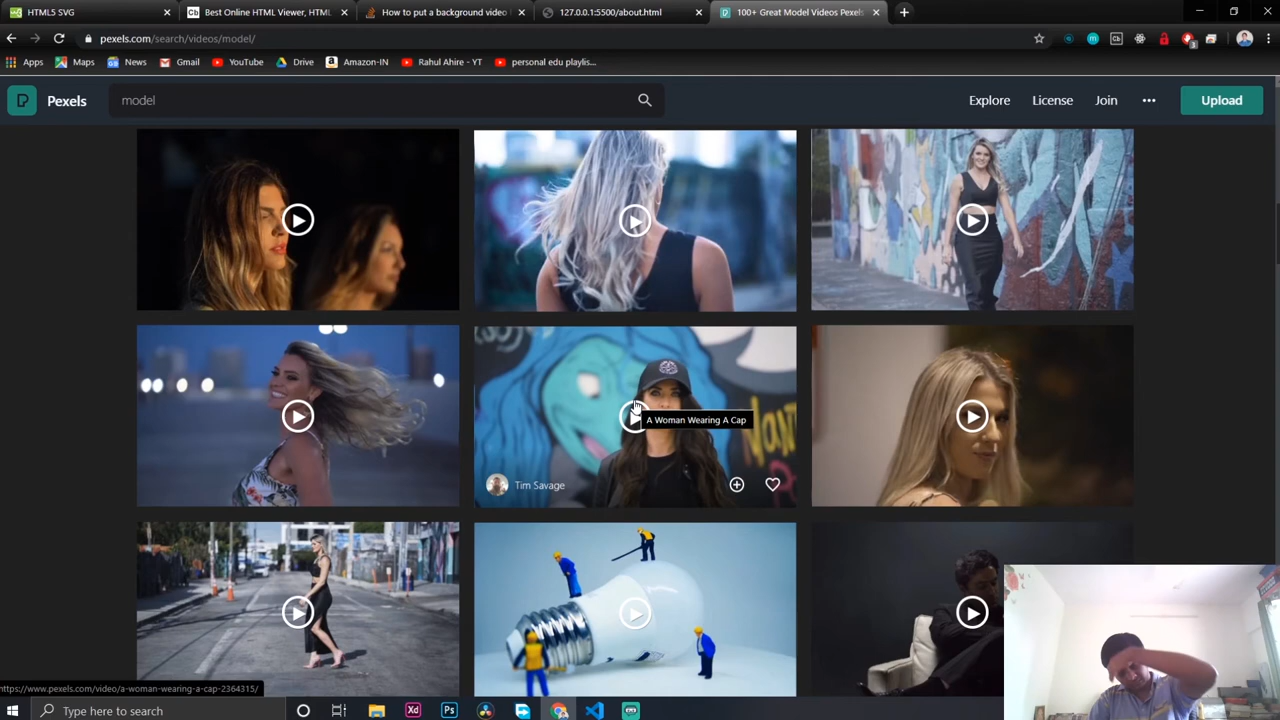 HTML5 SVG
Best Online HTML Viewer, HTML
How to put a background video
127.0.0.1:5500/about.html
100+ Great Model Videos Pexels
pexels.com/search/videos/model/
Apps
Maps
News
Gmail
YouTube
Drive
Amazon-IN
Rahul Ahire - YT
personal edu playlis...
Pexels
model
Explore
License
Join
Upload
A Woman Wearing A Cap
Tim Savage
https://www.pexels.com/video/a-woman-wearing-a-cap-2364315/
Type here to search